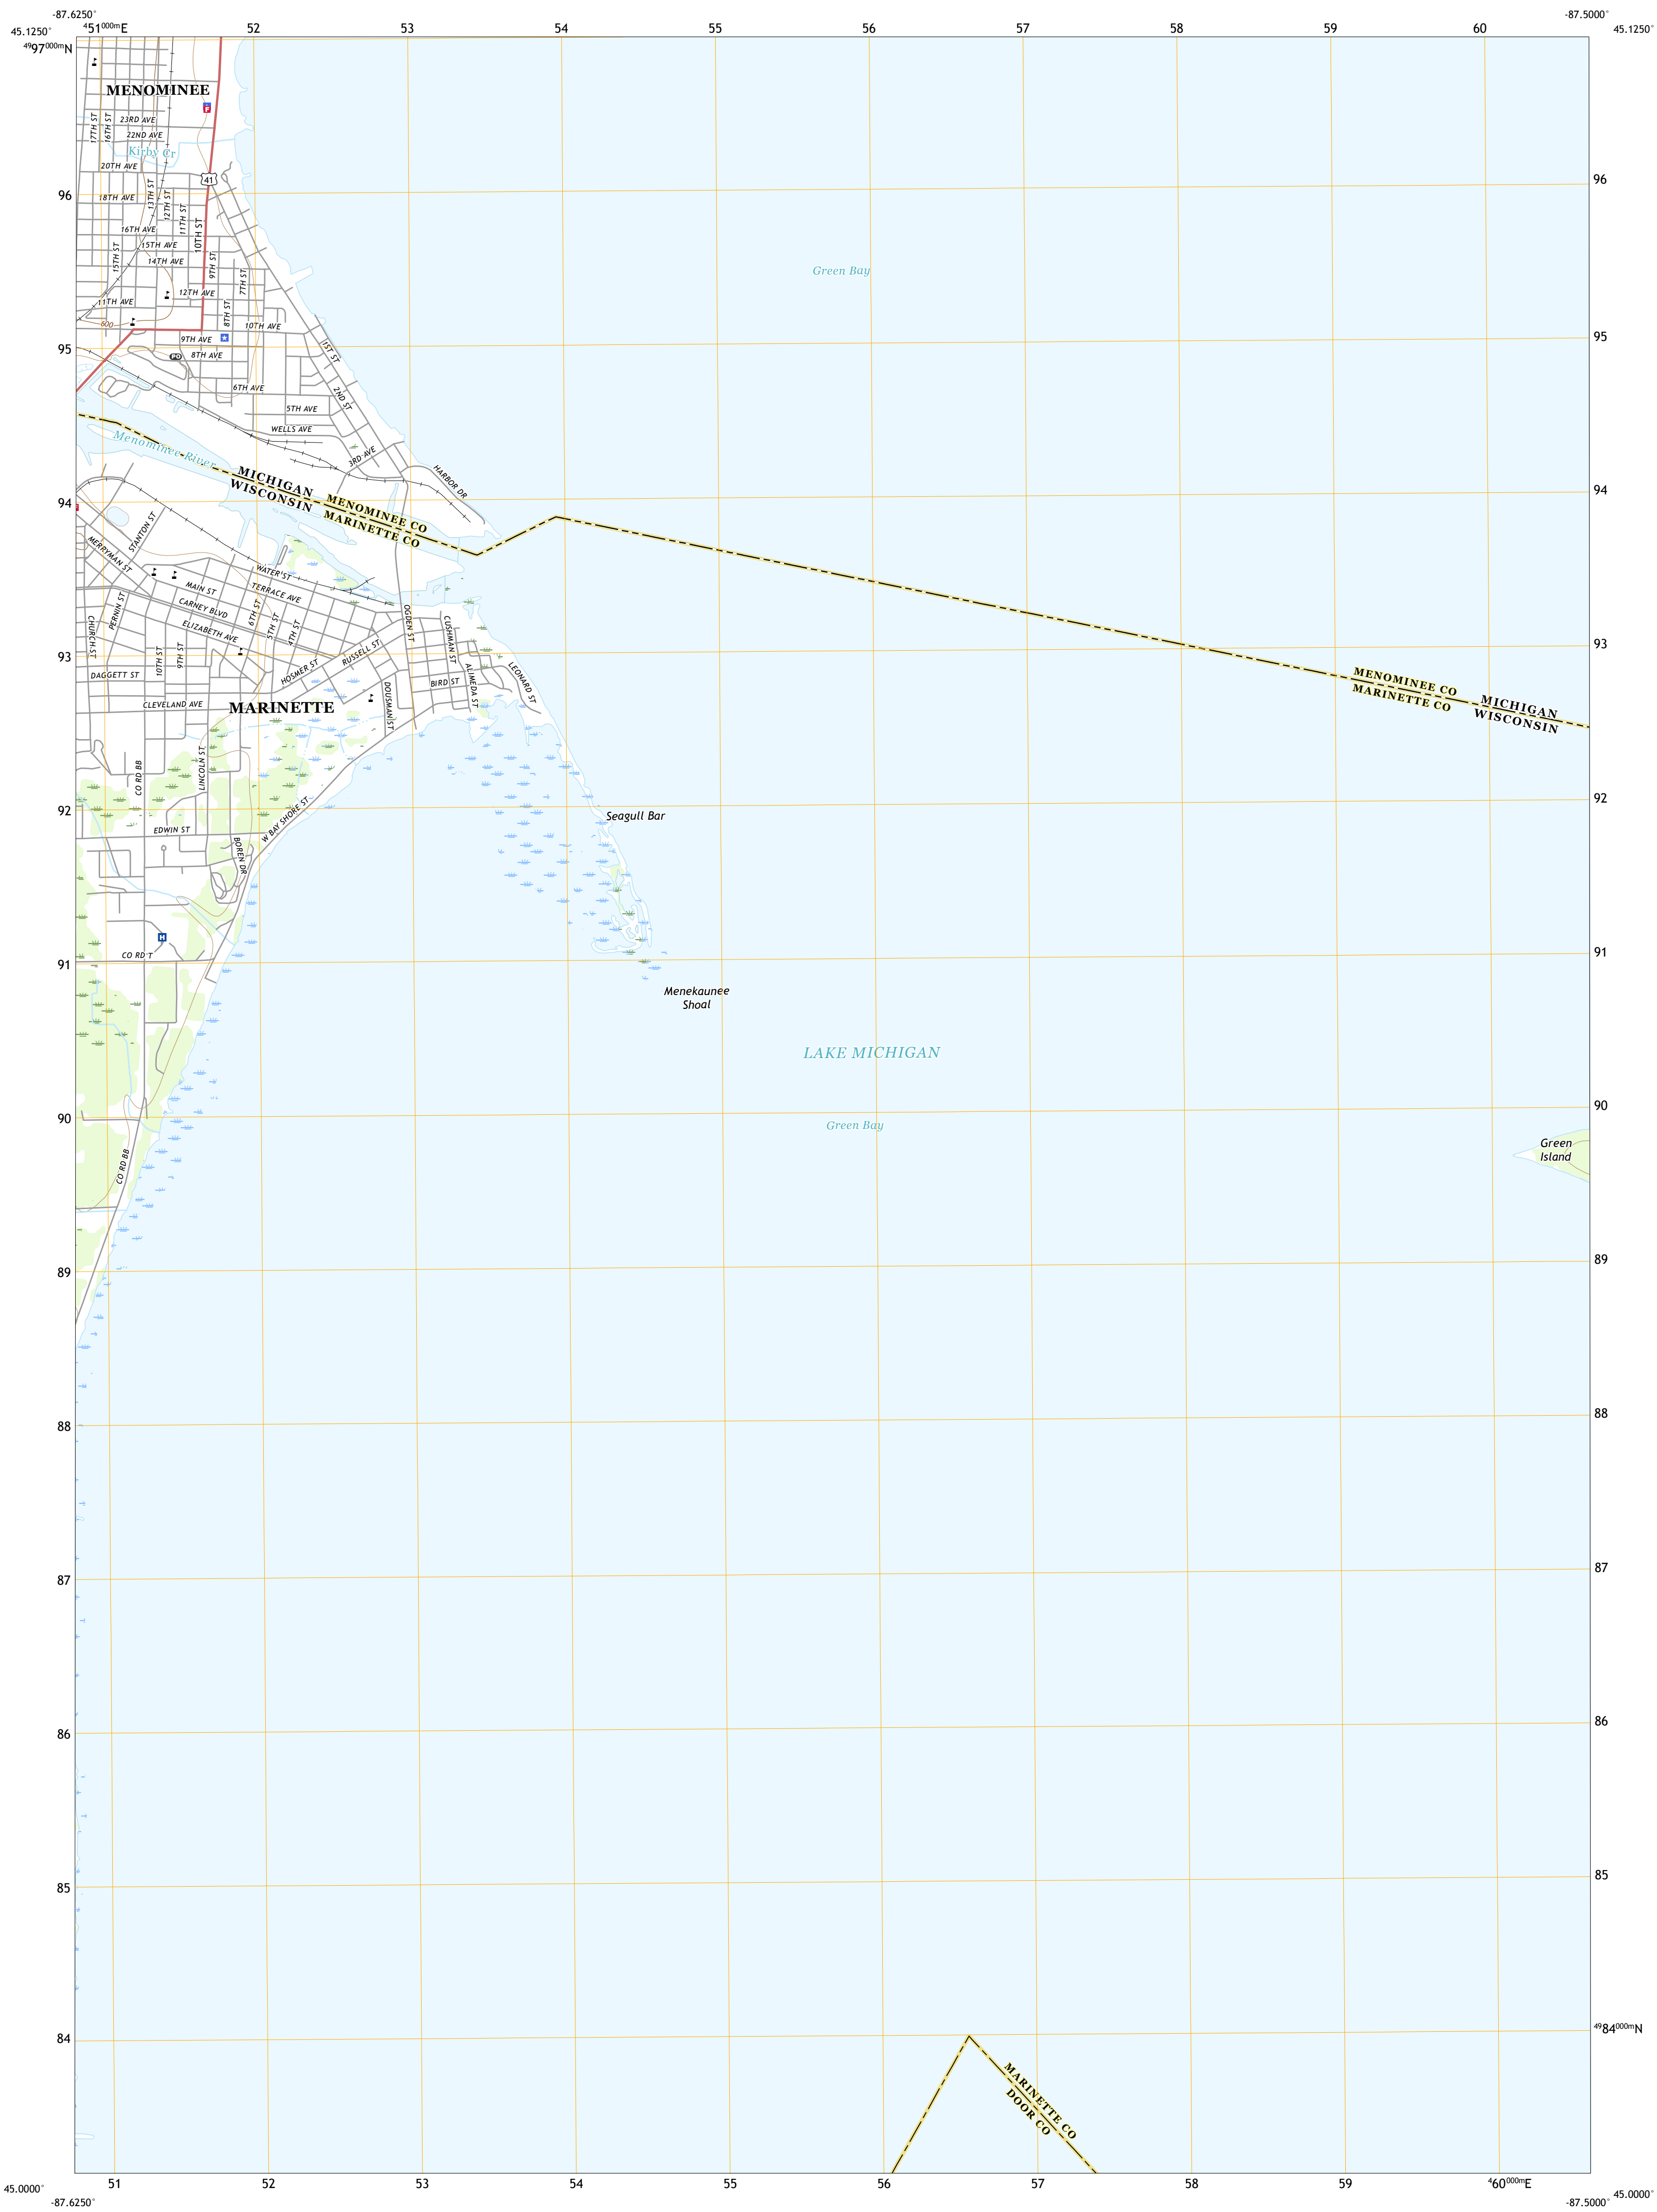 -87.6250°
-87.5000°
45.1250°
451000mE
52
53
54
55
56
57
58
59
60
45.1250°
4997000mN
MENOMINEE
17TH ST
16TH ST
23RD AVE
22ND AVE
Kirby Cr
20TH AVE
41
96
96
18TH AVE
13TH ST
12TH ST
11TH ST
10TH ST
16TH AVE
15TH AVE
15TH ST
14TH AVE
9TH ST
7TH ST
Green Bay
12TH AVE
11TH AVE
8TH ST
600
10TH AVE
95
95
9TH AVE
1ST ST
PO
8TH AVE
6TH AVE
2ND ST
5TH AVE
WELLS AVE
Menominee River
3RD AVE
HARBOR DR
MICHIGAN
WISCONSIN
MENOMINEE CO
MARINETTE CO
94
94
STANTON ST
MERRYMAN ST
WATER ST
MAIN ST
TERRACE AVE
CARNEY BLVD
PERNIN ST
6TH ST
5TH ST
4TH ST
ELIZABETH AVE
OGDEN ST
CUSHMAN ST
CHURCH ST
10TH ST
9TH ST
RUSSELL ST
HOSMER ST
93
93
DAGGETT ST
BIRD ST
ALIMEDA ST
LEONARD ST
DOUSMAN ST
CLEVELAND AVE
MARINETTE
MENOMINEE CO
MARINETTE CO
MICHIGAN
WISCONSIN
CO RD BB
LINCOLN ST
92
92
W BAY SHORE ST
Seagull Bar
EDWIN ST
BOREN DR
H
CO RD T
91
91
Menekaunee
Shoal
LAKE MICHIGAN
90
90
Green Bay
Green
Island
CO RD BB
89
89
88
88
87
87
86
86
85
85
84
4984000mN
MARINETTE CO
DOOR CO
45.0000°
51
52
53
54
55
56
57
58
59
460000mE
45.0000°
-87.6250°
-87.5000°